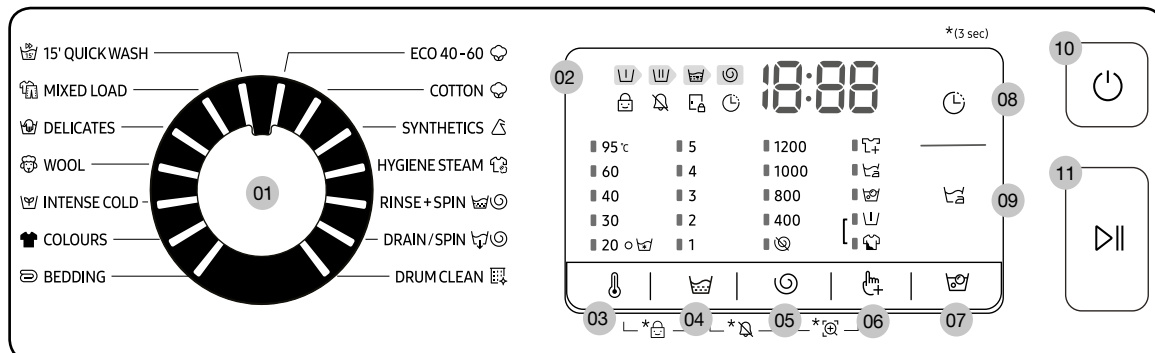 *(3 sec)
15' QUICK WASH
MIXED LOAD
DELICATES
WOOL
INTENSE COLD
COLOURS
BEDDING
01
ECO 40-60
COTTON
SYNTHETICS
HYGIENE STEAM
RINSE+SPIN
DRAIN/SPIN
DRUM CLEAN
02
18:88
95 °c 5 1200
60 4 1000
40 3 800
30 2 400
20 1
03 * 04 * 05 * 06 07
08
09
10
11